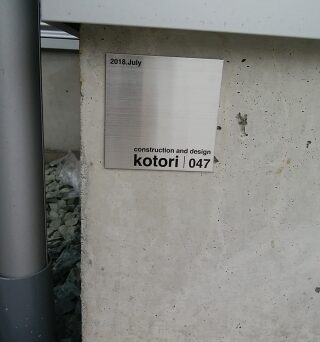 2018.July
construction and design
kotori | 047